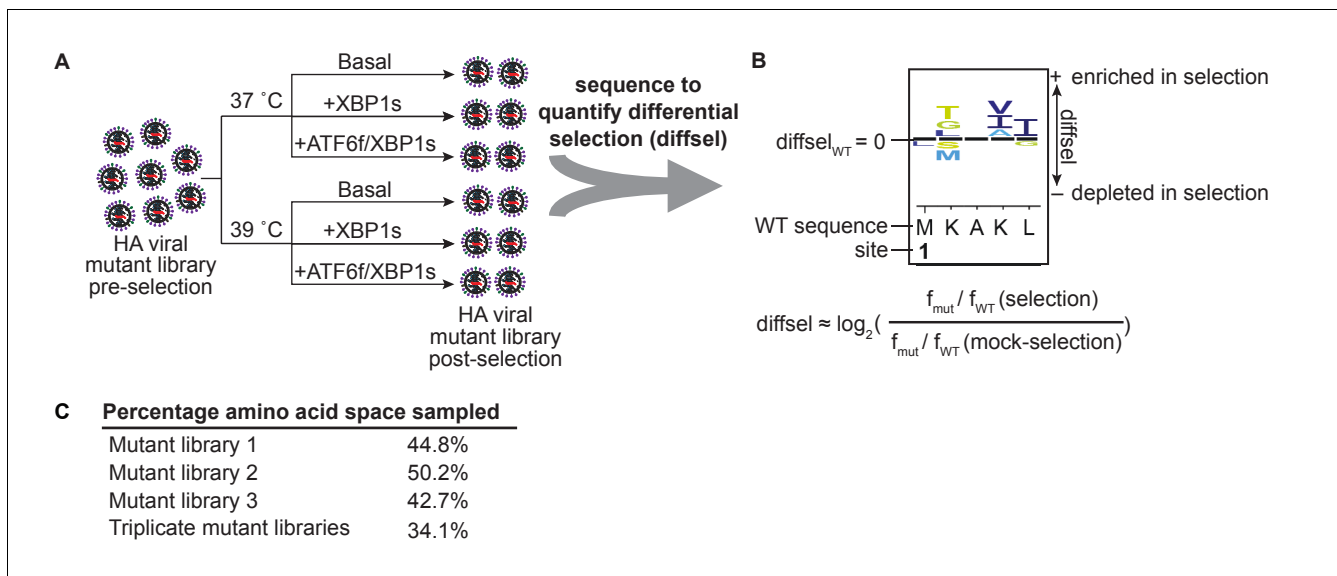 A
37 ˚C
39 ˚C
Basal
+XBP1s
+ATF6f/XBP1s
Basal
+XBP1s
+ATF6f/XBP1s
HA viral
mutant library
pre-selection
HA viral
mutant library
post-selection
sequence to
quantify differential
selection (diffsel)
B
+ enriched in selection
diffsel
− depleted in selection
diffselWT = 0
T
G
L
S
M
L
V
I
A
I
G
WT sequence M K A K L
site 1
diffsel ≈ log2( fmut / fWT (selection)
fmut / fWT (mock-selection) )
C Percentage amino acid space sampled
Mutant library 1 44.8%
Mutant library 2 50.2%
Mutant library 3 42.7%
Triplicate mutant libraries 34.1%